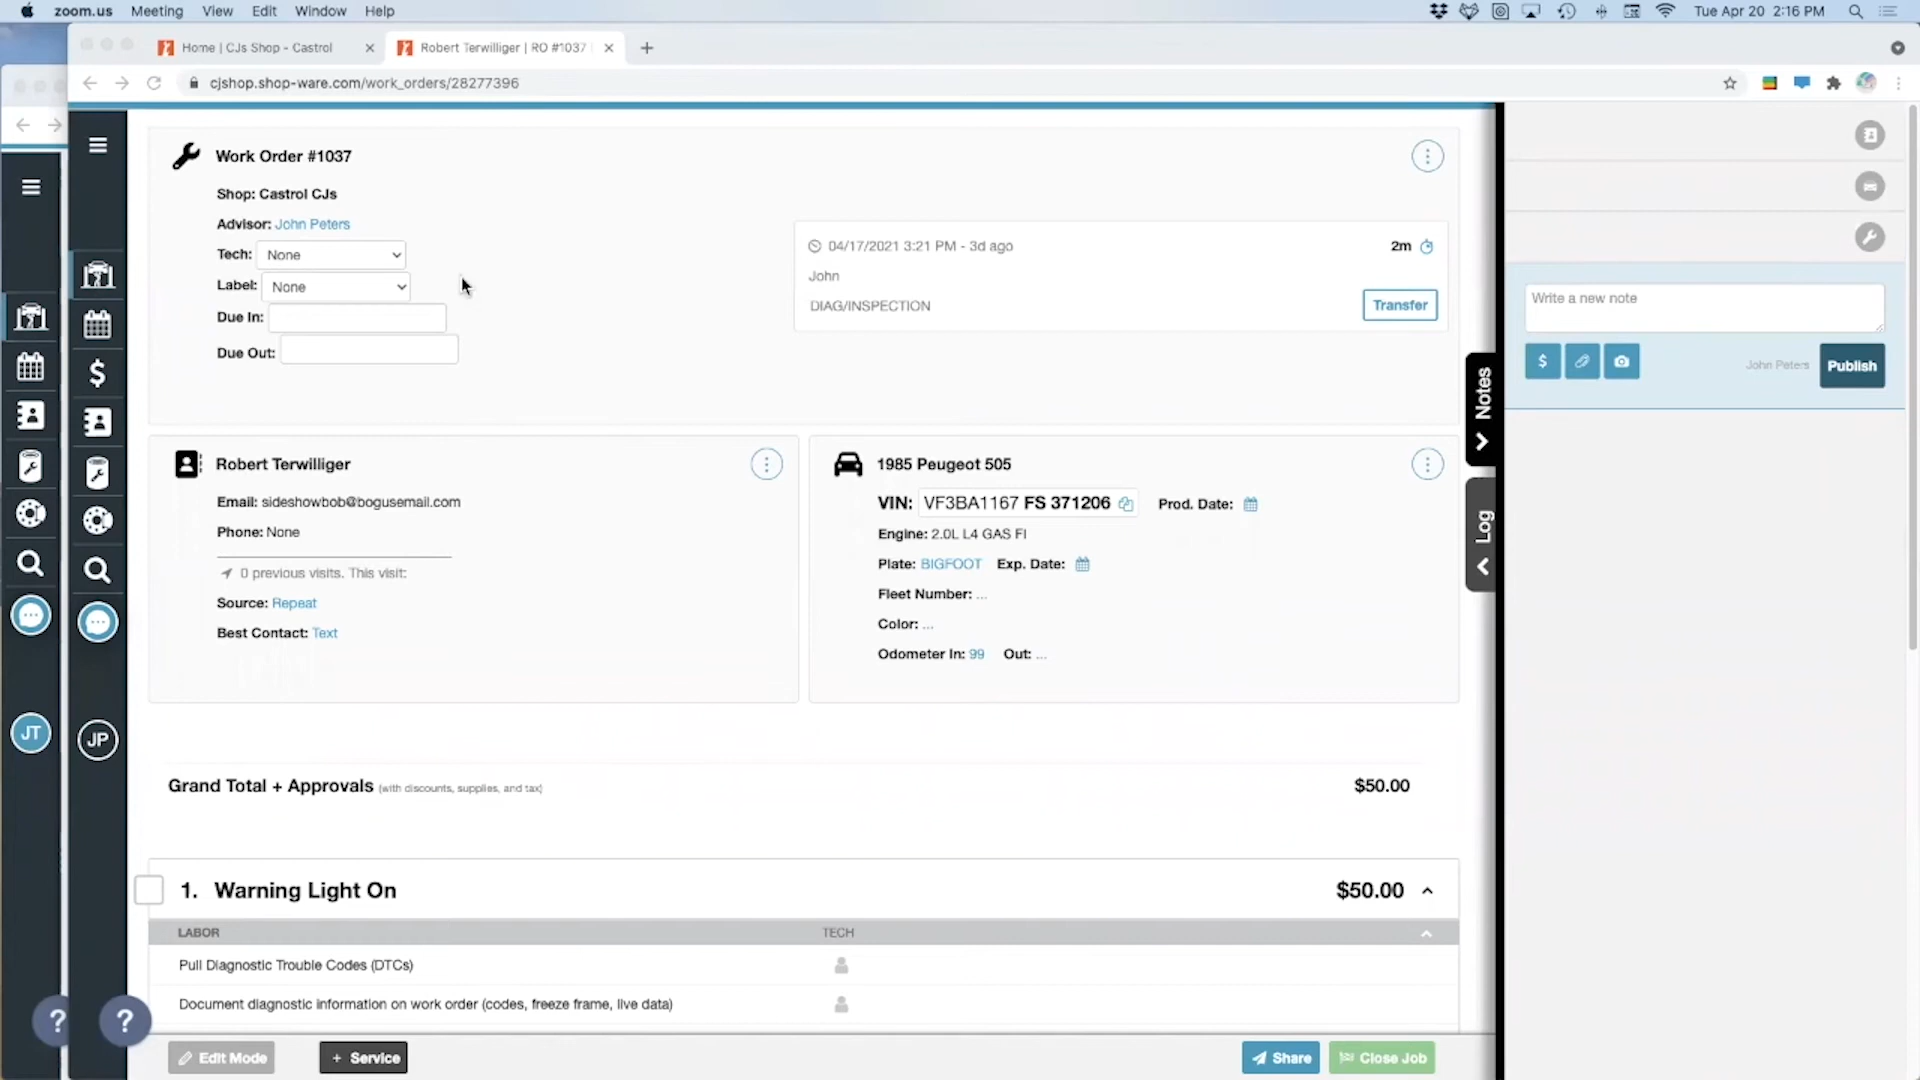 zoom.us Meeting View Edit Window Help
Tue Apr 20 2:16 PM
Home | CJs Shop - Castrol
Robert Terwilliger | RO #1037
cjshop.shop-ware.com/work_orders/28277396
Work Order #1037
Shop: Castrol CJs
Advisor: John Peters
Tech: None
Label: None
Due In:
Due Out:
04/17/2021 3:21 PM - 3d ago
2m
John
DIAG/INSPECTION
Transfer
Notes
Log
Write a new note
$
John Peters
Publish
Robert Terwilliger
Email: sideshowbob@bogusemail.com
Phone: None
0 previous visits. This visit:
Source: Repeat
Best Contact: Text
1985 Peugeot 505
VIN: VF3BA1167 FS 371206
Prod. Date:
Engine: 2.0L L4 GAS FI
Plate: BIGFOOT Exp. Date:
Fleet Number: ...
Color: ...
Odometer In: 99 Out: ...
$
JT
JP
Grand Total + Approvals (with discounts, supplies, and tax)
$50.00
1. Warning Light On
$50.00
LABOR
TECH
Pull Diagnostic Trouble Codes (DTCs)
Document diagnostic information on work order (codes, freeze frame, live data)
?
?
Edit Mode
+ Service
Share
Close Job